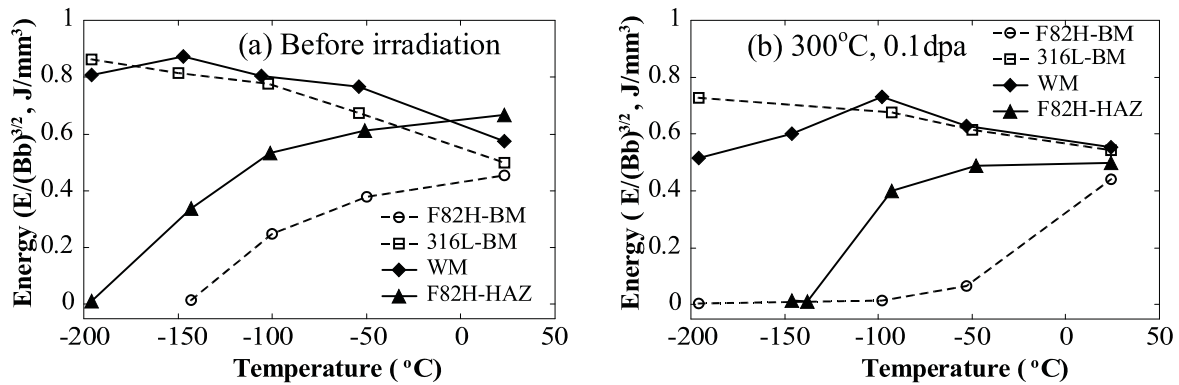 (a) Before irradiation
Energy (E/(Bb)^3/2, J/mm^3)
1
0.8
0.6
0.4
0.2
0
F82H-BM
316L-BM
WM
F82H-HAZ
-200 -150 -100 -50 0 50
Temperature ( °C)
(b) 300°C, 0.1dpa
Energy ( E/(Bb)^3/2, J/mm^3)
1
0.8
0.6
0.4
0.2
0
F82H-BM
316L-BM
WM
F82H-HAZ
-200 -150 -100 -50 0 50
Temperature ( °C)